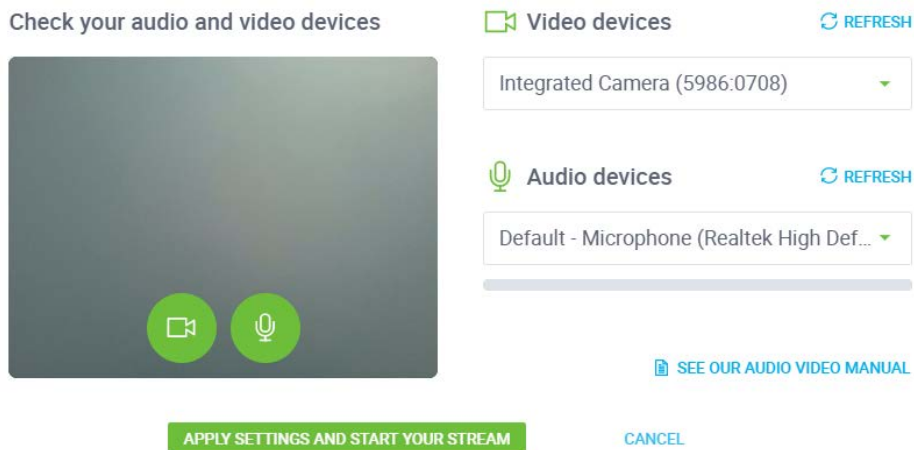 Check your audio and video devices
Video devices
REFRESH
Integrated Camera (5986:0708)
Audio devices
REFRESH
Default - Microphone (Realtek High Def...
SEE OUR AUDIO VIDEO MANUAL
APPLY SETTINGS AND START YOUR STREAM
CANCEL